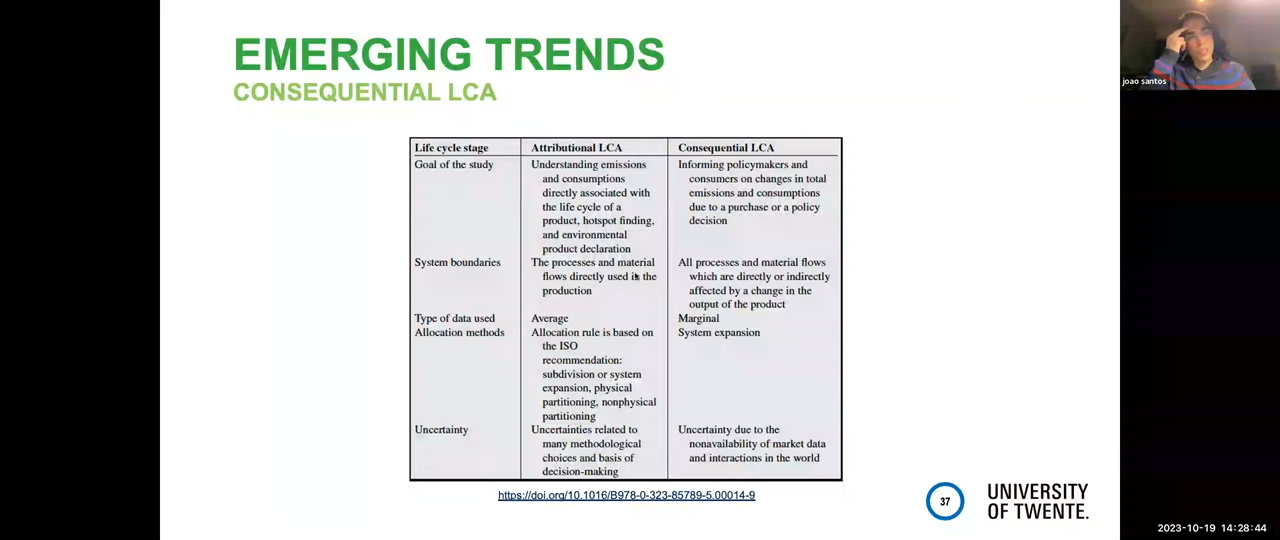 EMERGING TRENDS
CONSEQUENTIAL LCA
joao santos
Life cycle stage Attributional LCA Consequential LCA
Goal of the study Understanding emissions Informing policymakers and
and consumptions consumers on changes in total
directly associated with emissions and consumptions
the life cycle of a due to a purchase or a policy
product, hotspot finding, decision
and environmental
product declaration
System boundaries The processes and material All processes and material flows
flows directly used in the which are directly or indirectly
production affected by a change in the
output of the product
Type of data used Average Marginal
Allocation methods Allocation rule is based on System expansion
the ISO
recommendation:
subdivision or system
expansion, physical
partitioning, nonphysical
partitioning
Uncertainty Uncertainties related to Uncertainty due to the
many methodological nonavailability of market data
choices and basis of and interactions in the world
decision-making
https://doi.org/10.1016/B978-0-323-85789-5.00014-9
37
UNIVERSITY
OF TWENTE.
2023-10-19 14:28:44